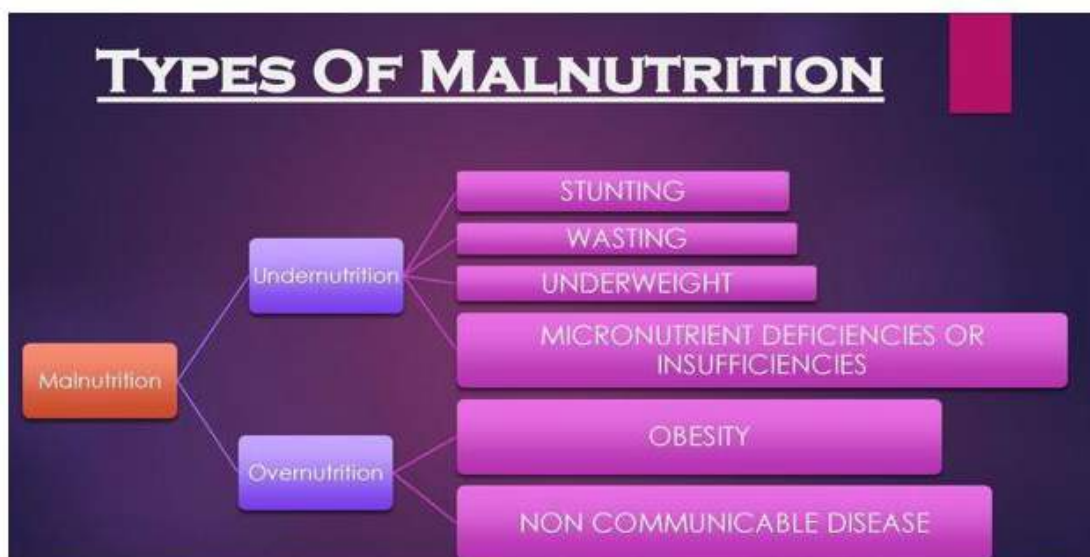 TYPES OF MALNUTRITION
STUNTING
WASTING
Undernutrition
UNDERWEIGHT
MICRONUTRIENT DEFICIENCIES OR
INSUFFICIENCIES
Malnutrition
OBESITY
Overnutrition
NON COMMUNICABLE DISEASE